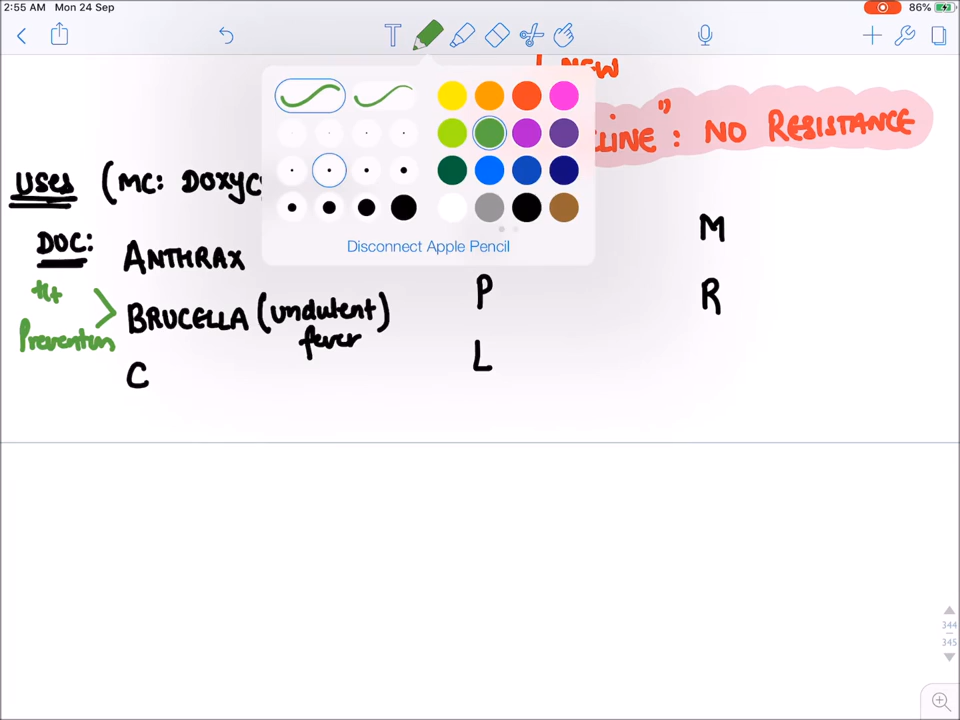 2:55 AM Mon 24 Sep 86%
T
NEW
LINE" : NO RESISTANCE
Uses (MC: DOXYC
DOC: ANTHRAX M
Disconnect Apple Pencil
ttt P R
BRUCELLA (undulent)
fever
Prevention L
C
344
345